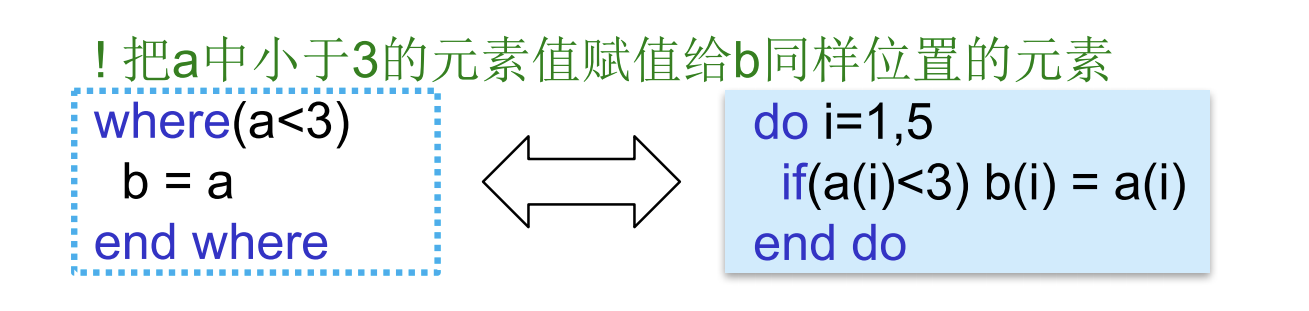 ! 把a中小于3的元素值赋值给b同样位置的元素
where(a<3)
b = a
end where
do i=1,5
if(a(i)<3) b(i) = a(i)
end do